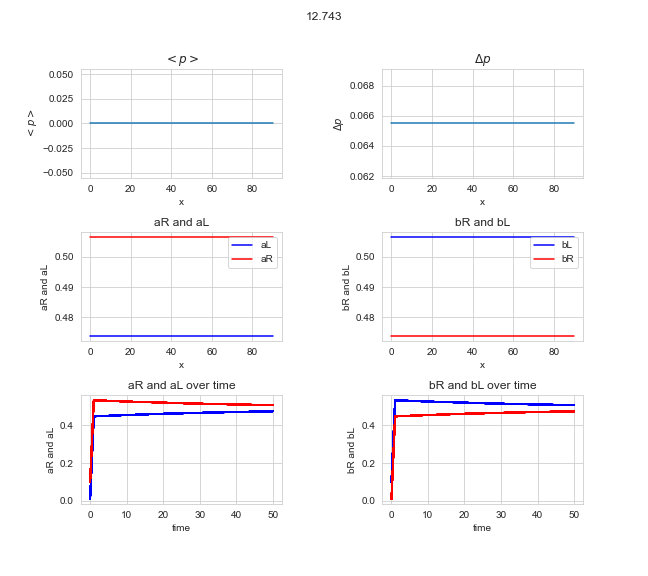 12.743
< p >
Δp
0.050
0.025
0.000
−0.025
−0.050
< p >
0 20 40 60 80
x
0.068
0.066
0.064
0.062
Δp
0 20 40 60 80
x
aR and aL
bR and bL
0.50
0.49
0.48
aR and aL
aL
aR
0 20 40 60 80
x
0.50
0.49
0.48
bR and bL
bL
bR
0 20 40 60 80
x
aR and aL over time
bR and bL over time
0.4
0.2
0.0
aR and aL
0 10 20 30 40 50
time
0.4
0.2
0.0
bR and bL
0 10 20 30 40 50
time